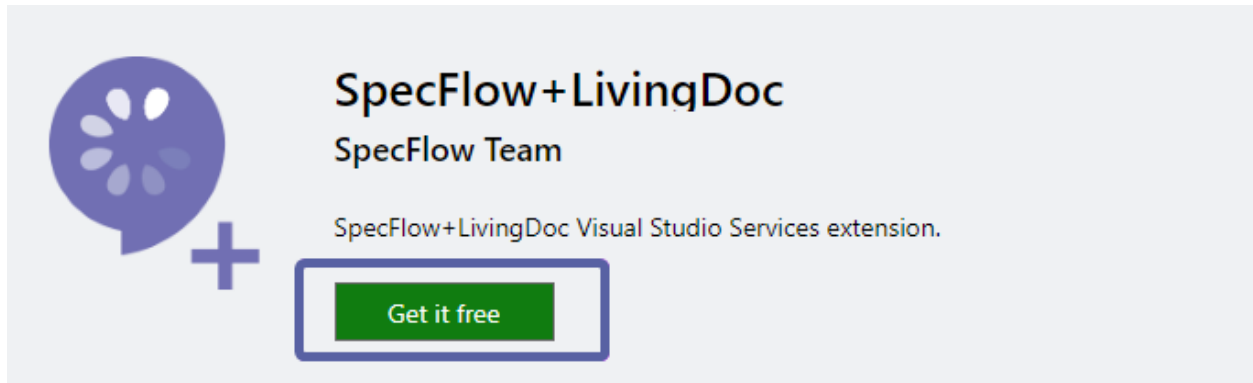 SpecFlow+LivingDoc
SpecFlow Team
SpecFlow+LivingDoc Visual Studio Services extension.
Get it free